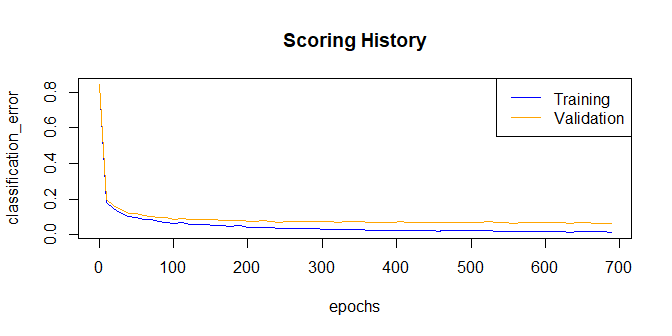 Scoring History
Training
Validation
classification_error
0.8
0.6
0.4
0.2
0.0
0 100 200 300 400 500 600 700
epochs